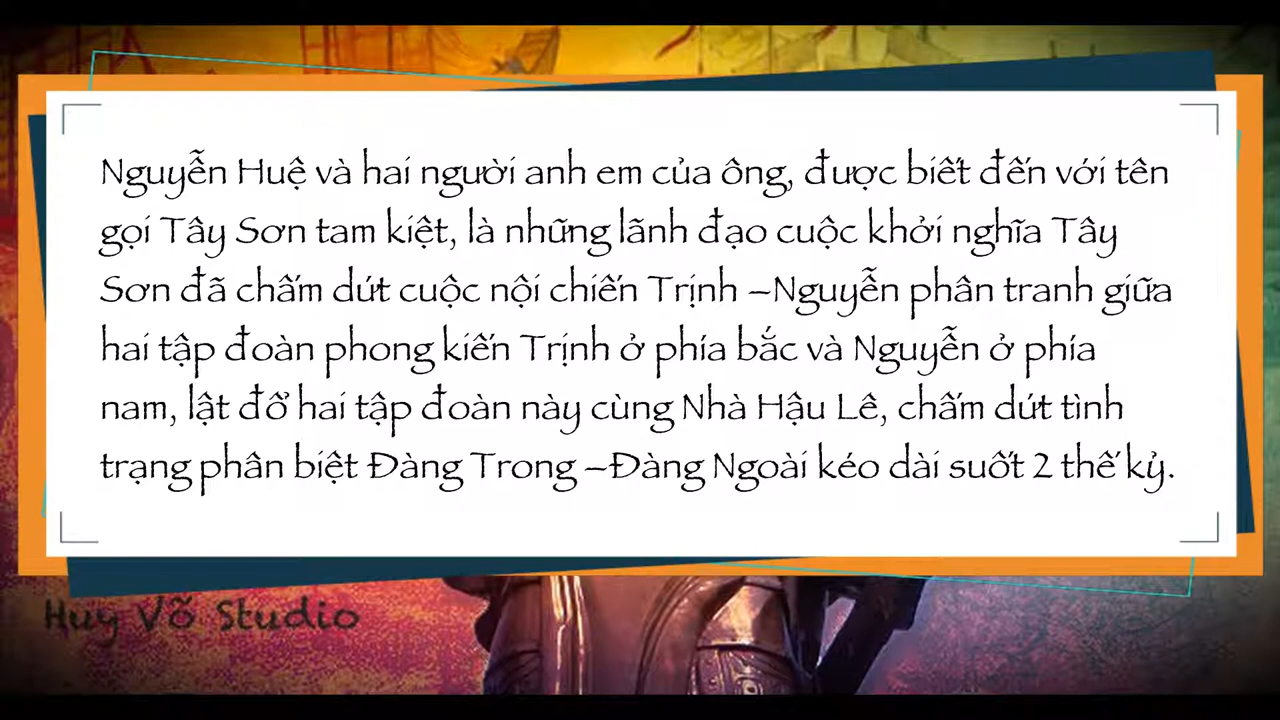 Nguyễn Huệ và hai người anh em của ông, được biết đến với tên
gọi Tây Sơn tam kiệt, là những lãnh đạo cuộc khởi nghĩa Tây
Sơn đã chấm dứt cuộc nội chiến Trịnh –Nguyễn phân tranh giữa
hai tập đoàn phong kiến Trịnh ở phía bắc và Nguyễn ở phía
nam, lật đổ hai tập đoàn này cùng Nhà Hậu Lê, chấm dứt tình
trạng phân biệt Đàng Trong –Đàng Ngoài kéo dài suốt 2 thế kỷ.
Huy Võ Studio